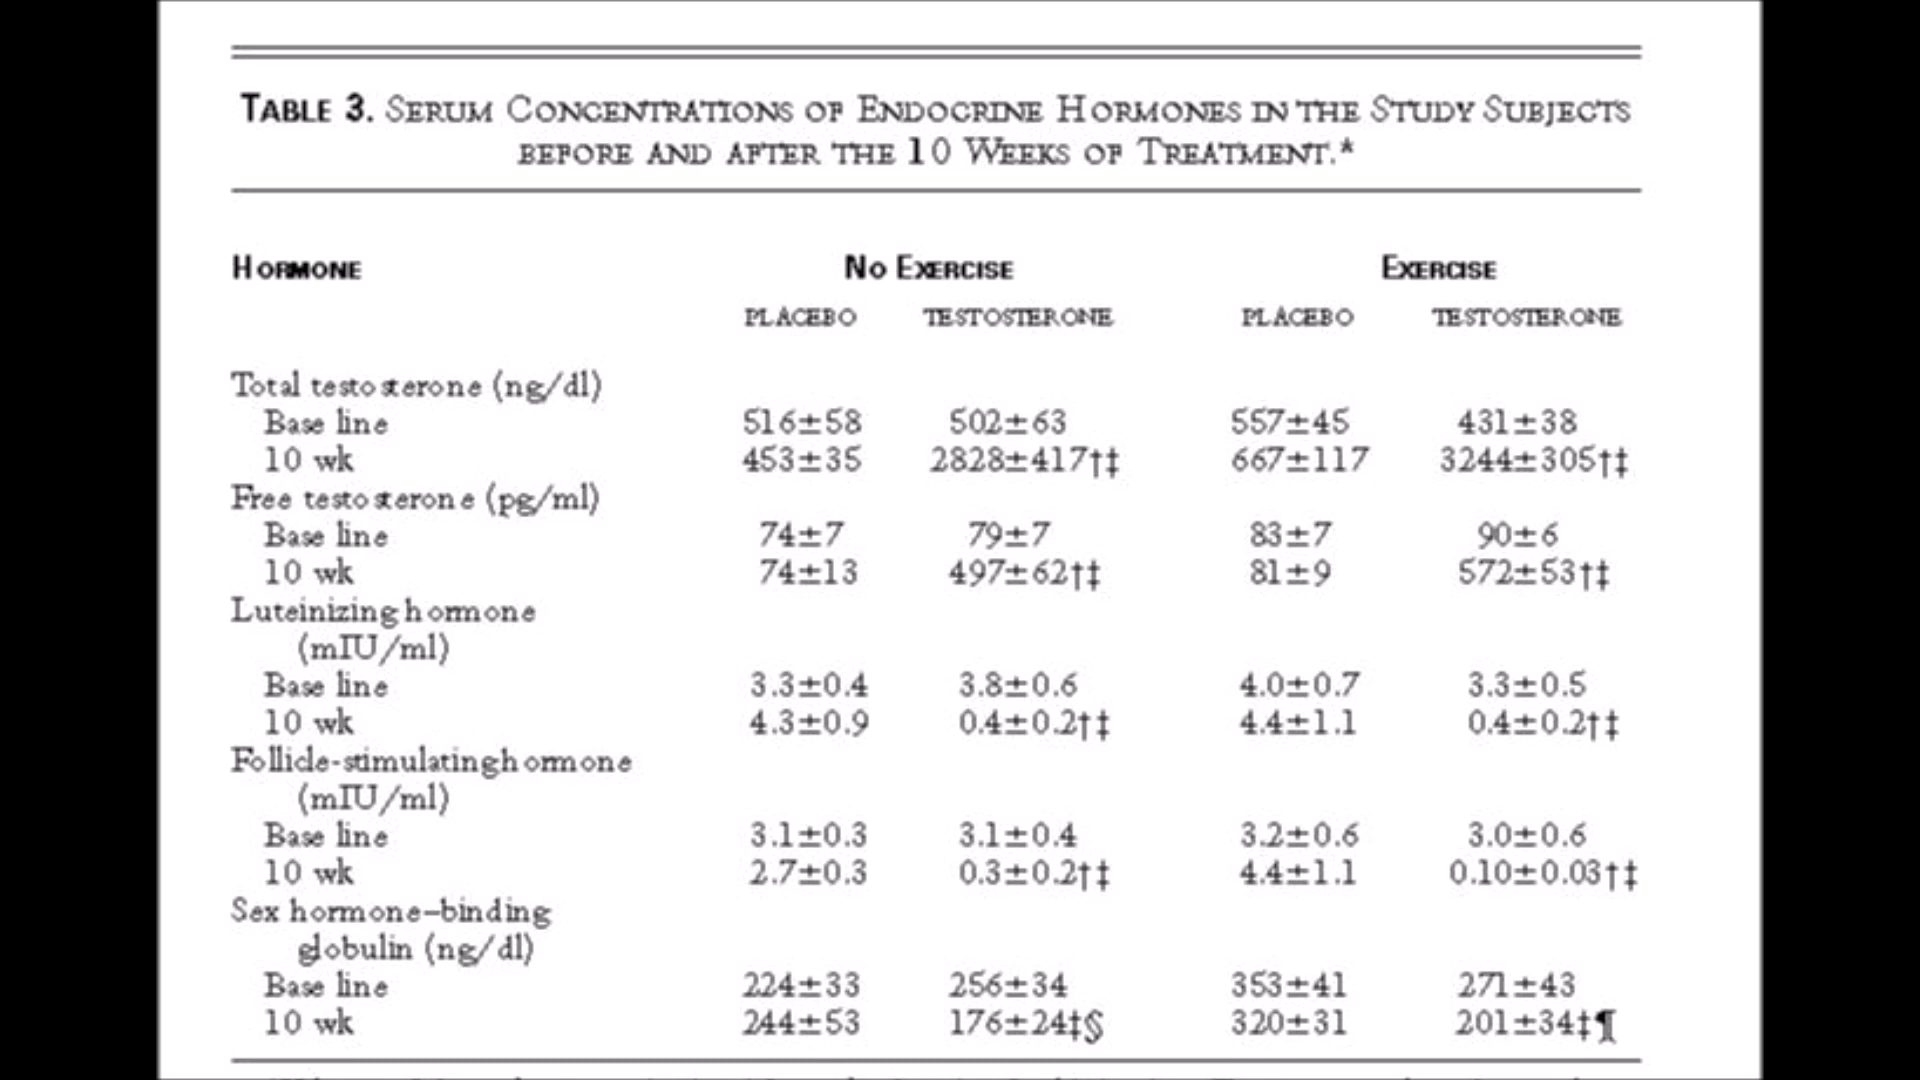 TABLE 3. SERUM CONCENTRATIONS OF ENDOCRINE HORMONES IN THE STUDY SUBJECTS
BEFORE AND AFTER THE 10 WEEKS OF TREATMENT.*
HORMONE NO EXERCISE EXERCISE
PLACEBO TESTOSTERONE PLACEBO TESTOSTERONE
Total testosterone (ng/dl)
Base line 516±58 502±63 557±45 431±38
10 wk 453±35 2828±417†‡ 667±117 3244±305†‡
Free testosterone (pg/ml)
Base line 74±7 79±7 83±7 90±6
10 wk 74±13 497±62†‡ 81±9 572±53†‡
Luteinizing hormone
(mIU/ml)
Base line 3.3±0.4 3.8±0.6 4.0±0.7 3.3±0.5
10 wk 4.3±0.9 0.4±0.2†‡ 4.4±1.1 0.4±0.2†‡
Follicle-stimulating hormone
(mIU/ml)
Base line 3.1±0.3 3.1±0.4 3.2±0.6 3.0±0.6
10 wk 2.7±0.3 0.3±0.2†‡ 4.4±1.1 0.10±0.03†‡
Sex hormone–binding
globulin (ng/dl)
Base line 224±33 256±34 353±41 271±43
10 wk 244±53 176±24‡§ 320±31 201±34‡¶